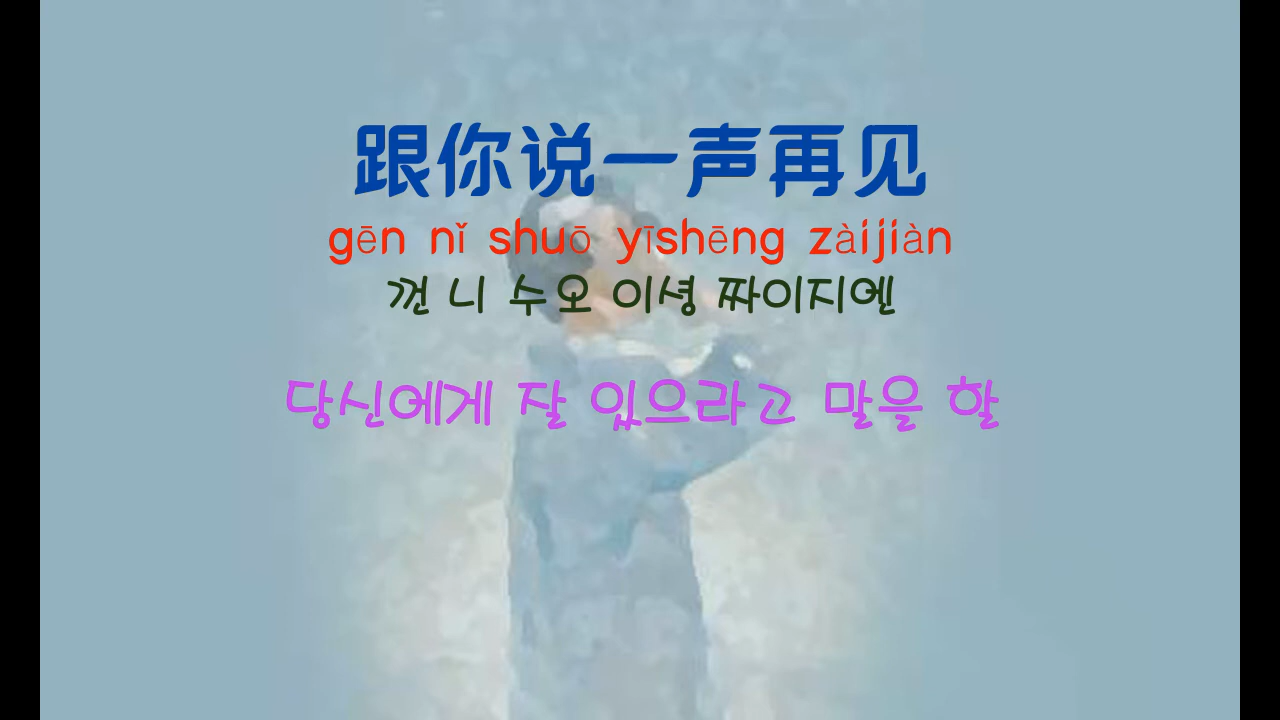 跟你说一声再见
gēn nǐ shuō yīshēng zàijiàn
껀 니 수오 이셩 짜이지엔
당신에게 잘 있으라고 말을 할